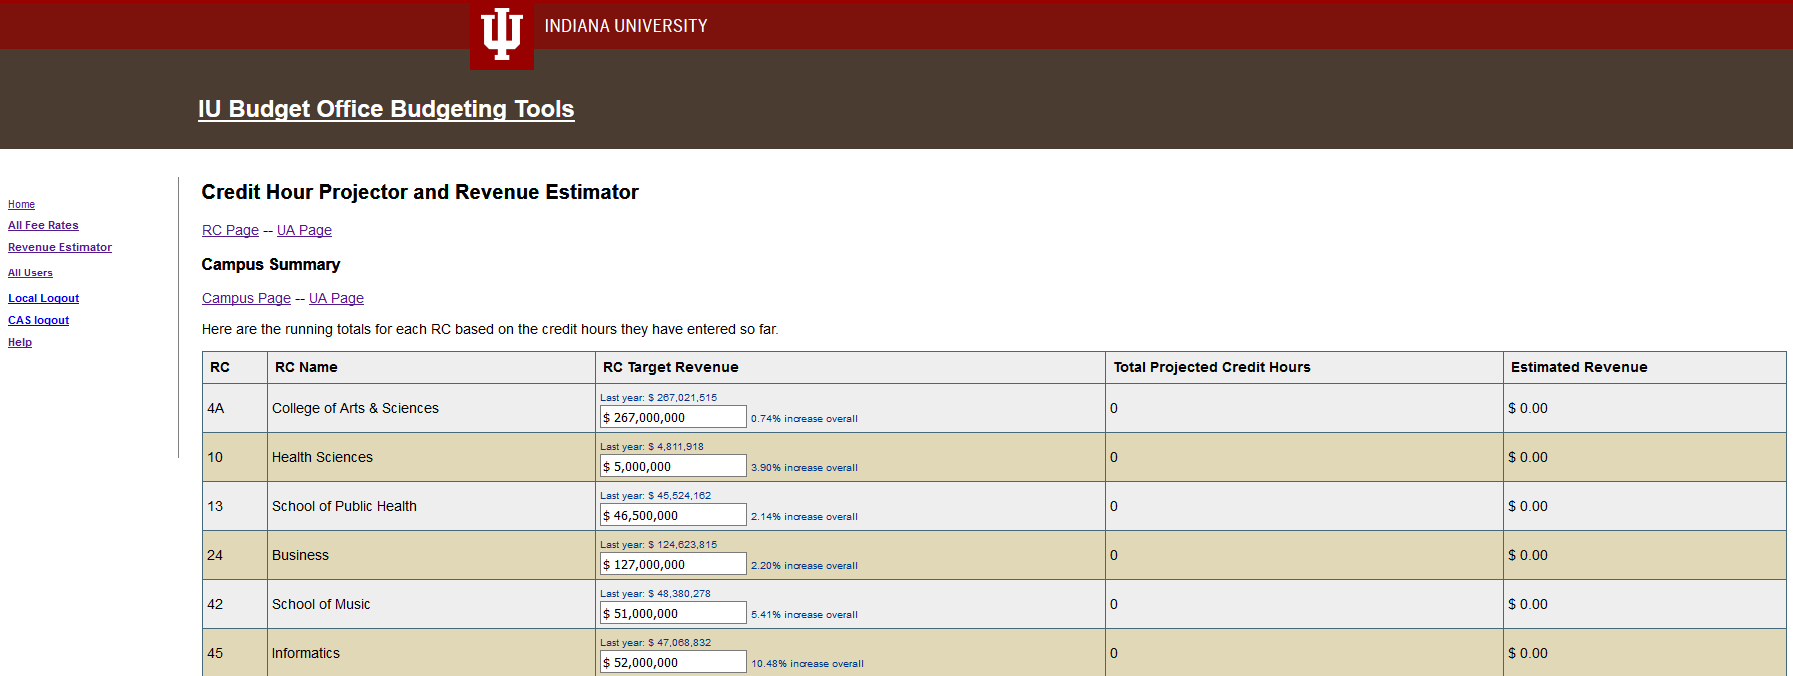 INDIANA UNIVERSITY
IU Budget Office Budgeting Tools
Home
All Fee Rates
Revenue Estimator
All Users
Local Logout
CAS logout
Help
Credit Hour Projector and Revenue Estimator
RC Page -- UA Page
Campus Summary
Campus Page -- UA Page
Here are the running totals for each RC based on the credit hours they have entered so far.
RC RC Name RC Target Revenue Total Projected Credit Hours Estimated Revenue
Last year: $ 267,021,515
4A College of Arts & Sciences $ 267,000,000 0.74% increase overall 0 $ 0.00
Last year: $ 4,811,918
10 Health Sciences $ 5,000,000 3.90% increase overall 0 $ 0.00
Last year: $ 45,524,162
13 School of Public Health $ 46,500,000 2.14% increase overall 0 $ 0.00
Last year: $ 124,623,815
24 Business $ 127,000,000 2.20% increase overall 0 $ 0.00
Last year: $ 48,380,278
42 School of Music $ 51,000,000 5.41% increase overall 0 $ 0.00
Last year: $ 47,068,832
45 Informatics $ 52,000,000 10.48% increase overall 0 $ 0.00